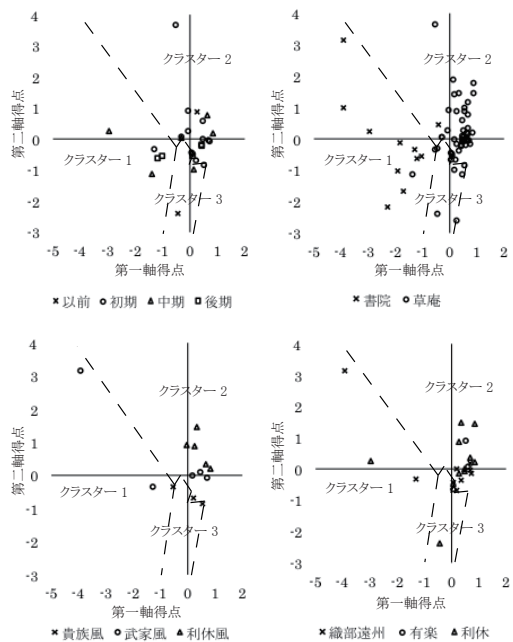 4
3
2
1
0
-1
-2
-3
-5 -4 -3 -2 -1 0 1 2
第二軸得点
第一軸得点
クラスター 2
クラスター 1
クラスター 3
× 以前 ○ 初期 △ 中期 □ 後期
4
3
2
1
0
-1
-2
-3
-5 -4 -3 -2 -1 0 1 2
第二軸得点
第一軸得点
クラスター 2
クラスター 1
クラスター 3
× 書院 ○ 草庵
4
3
2
1
0
-1
-2
-3
-5 -4 -3 -2 -1 0 1 2
第二軸得点
第一軸得点
クラスター 2
クラスター 1
クラスター 3
× 貴族風 ○ 武家風 △ 利休風
4
3
2
1
0
-1
-2
-3
-5 -4 -3 -2 -1 0 1 2
第二軸得点
第一軸得点
クラスター 2
クラスター 1
クラスター 3
× 織部遠州 ○ 有楽 △ 利休